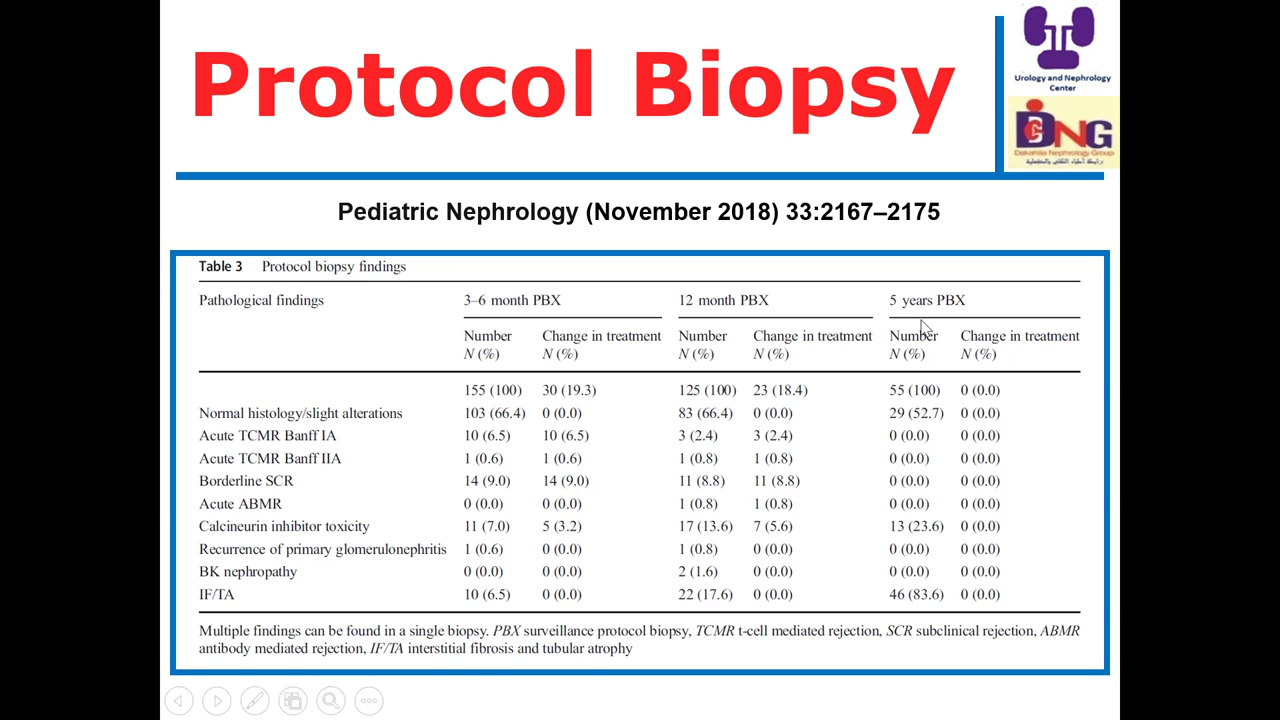 Protocol Biopsy
Urology and Nephrology
Center
DCNG
Dakahlia Nephrology Group
Pediatric Nephrology (November 2018) 33:2167–2175
Table 3 Protocol biopsy findings
Pathological findings 3–6 month PBX 12 month PBX 5 years PBX
Number Change in treatment Number Change in treatment Number Change in treatment
N (%) N (%) N (%) N (%) N (%) N (%)
155 (100) 30 (19.3) 125 (100) 23 (18.4) 55 (100) 0 (0.0)
Normal histology/slight alterations 103 (66.4) 0 (0.0) 83 (66.4) 0 (0.0) 29 (52.7) 0 (0.0)
Acute TCMR Banff IA 10 (6.5) 10 (6.5) 3 (2.4) 3 (2.4) 0 (0.0) 0 (0.0)
Acute TCMR Banff IIA 1 (0.6) 1 (0.6) 1 (0.8) 1 (0.8) 0 (0.0) 0 (0.0)
Borderline SCR 14 (9.0) 14 (9.0) 11 (8.8) 11 (8.8) 0 (0.0) 0 (0.0)
Acute ABMR 0 (0.0) 0 (0.0) 1 (0.8) 1 (0.8) 0 (0.0) 0 (0.0)
Calcineurin inhibitor toxicity 11 (7.0) 5 (3.2) 17 (13.6) 7 (5.6) 13 (23.6) 0 (0.0)
Recurrence of primary glomerulonephritis 1 (0.6) 0 (0.0) 1 (0.8) 0 (0.0) 0 (0.0) 0 (0.0)
BK nephropathy 0 (0.0) 0 (0.0) 2 (1.6) 0 (0.0) 0 (0.0) 0 (0.0)
IF/TA 10 (6.5) 0 (0.0) 22 (17.6) 0 (0.0) 46 (83.6) 0 (0.0)
Multiple findings can be found in a single biopsy. PBX surveillance protocol biopsy, TCMR t-cell mediated rejection, SCR subclinical rejection, ABMR
antibody mediated rejection, IF/TA interstitial fibrosis and tubular atrophy